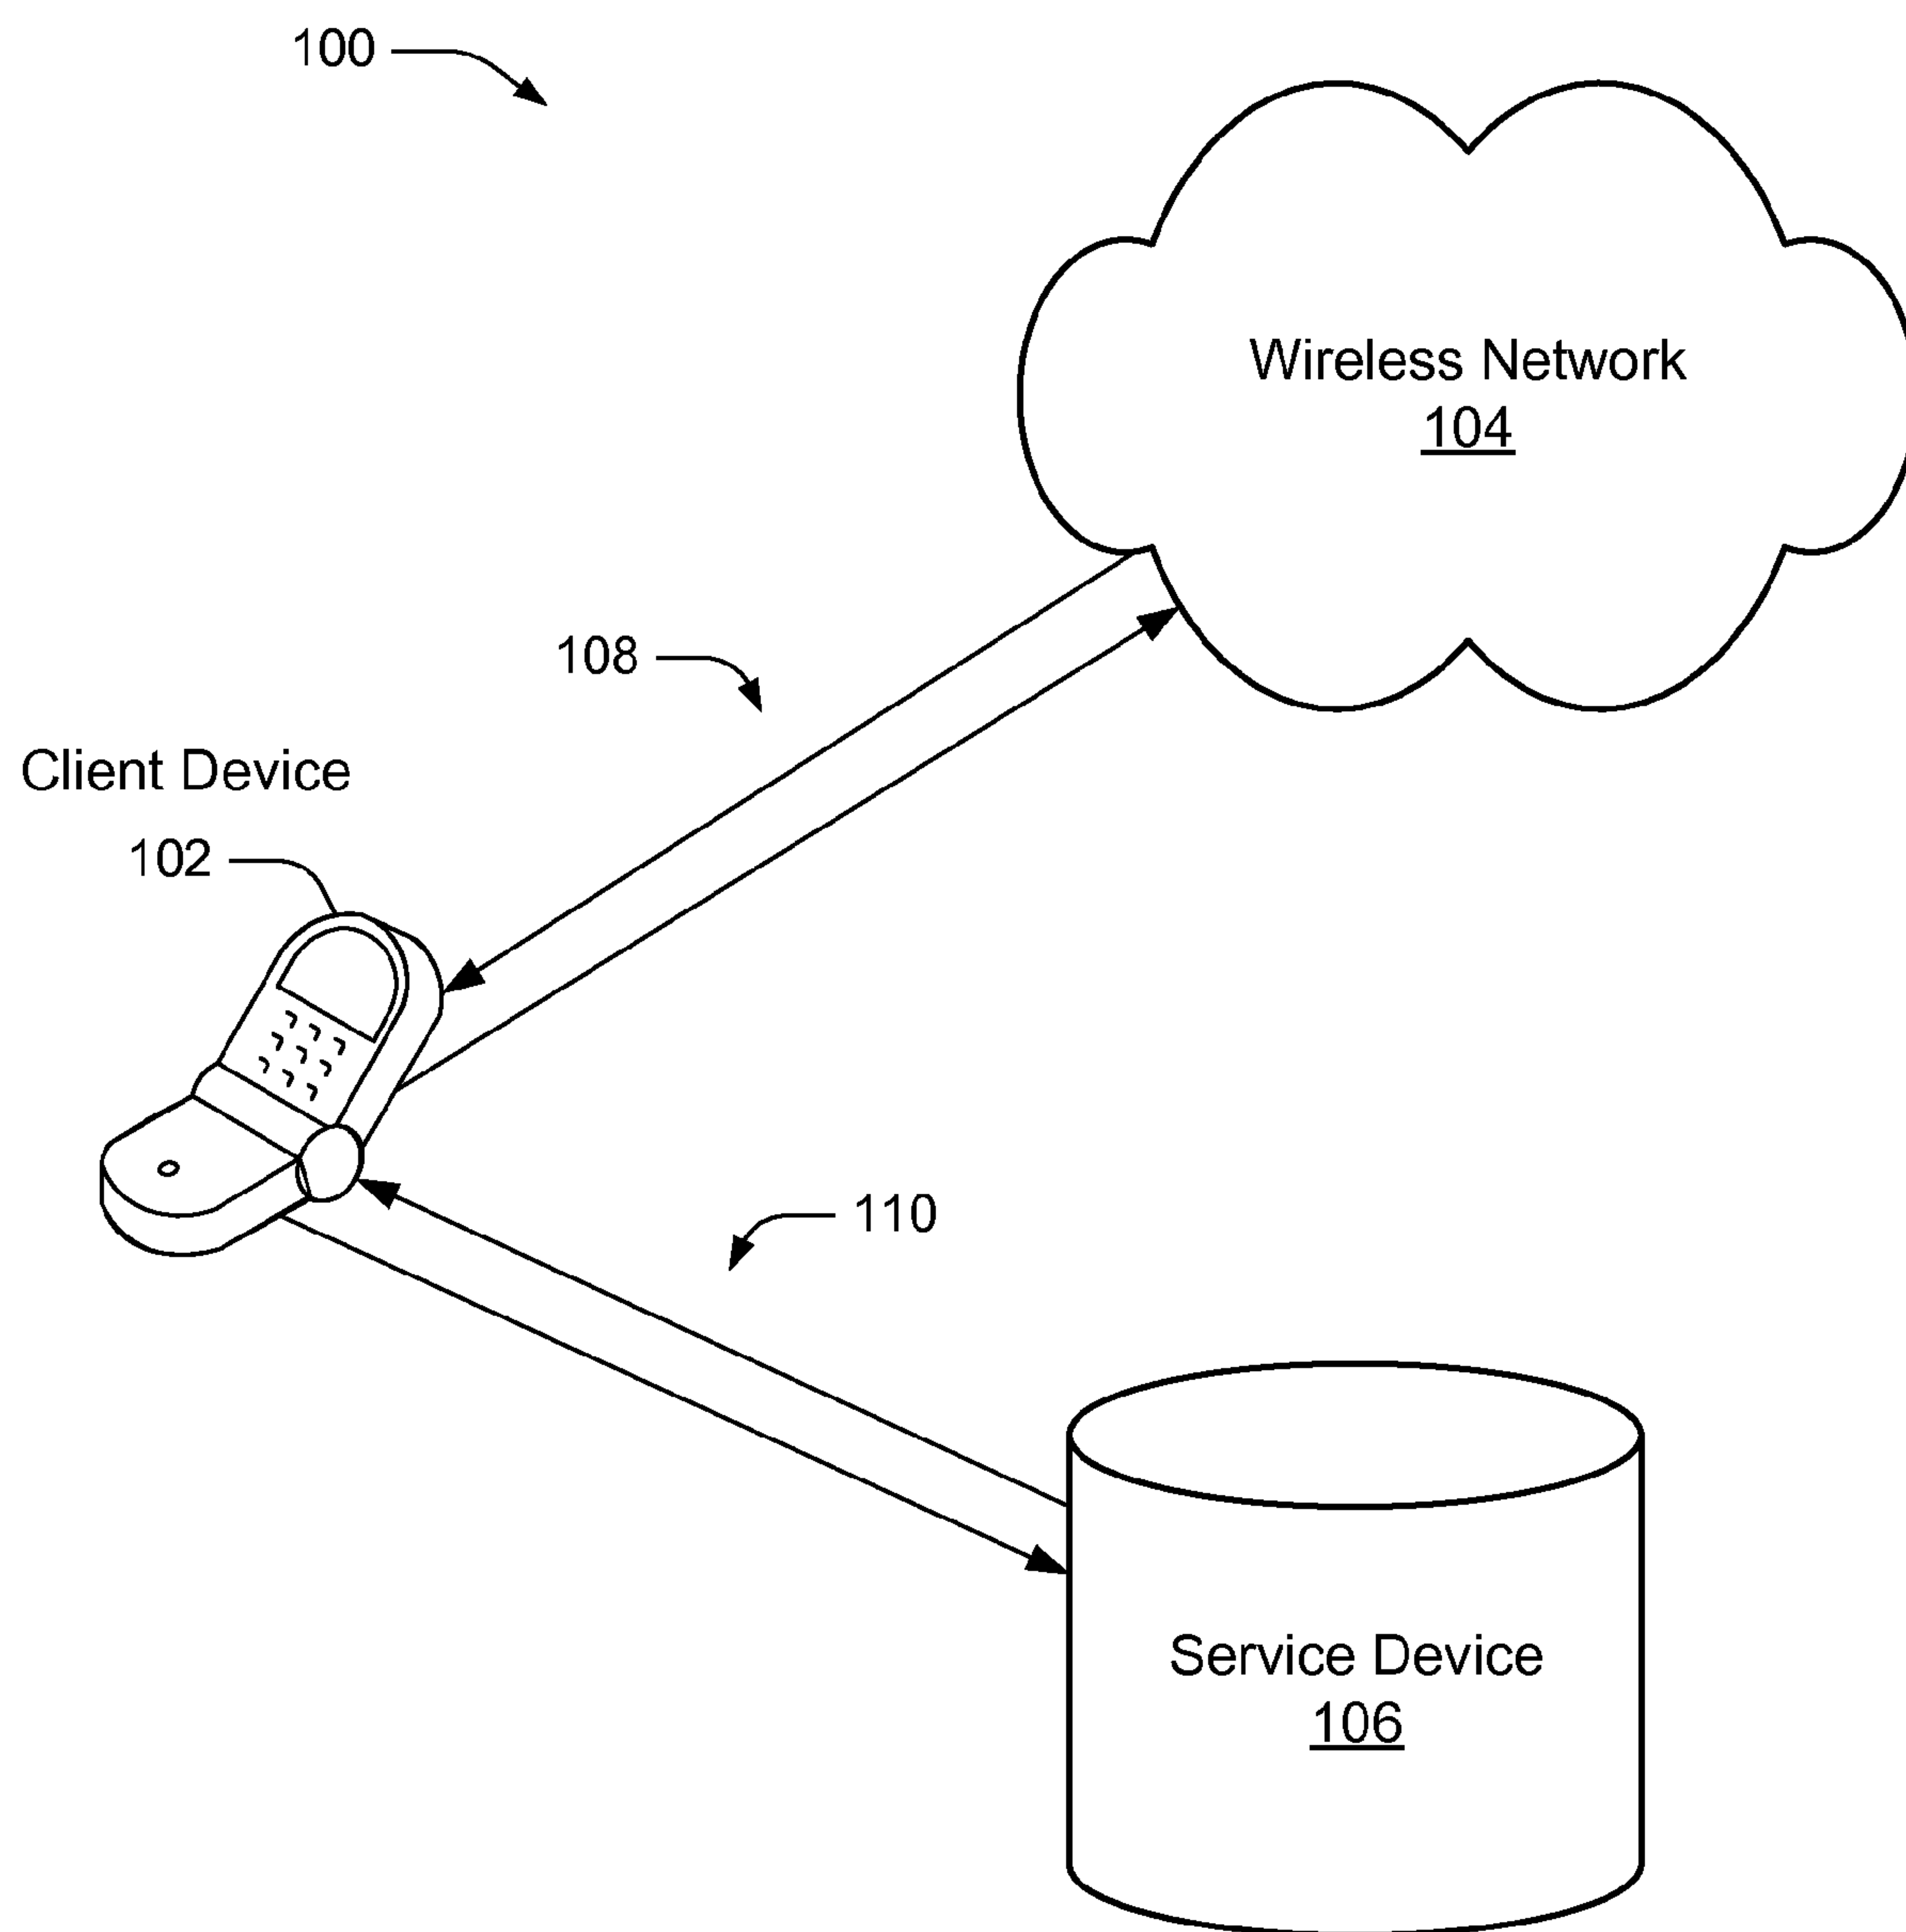 100
Wireless Network
104
108
Client Device
102
110
Service Device
106